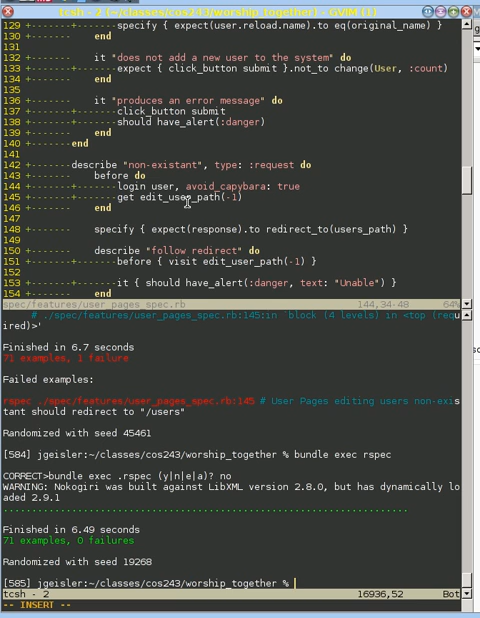 tcsh - 2 (~/classes/cos243/worship_together) - GVIM (1)
129 +-------+-------specify { expect(user.reload.name).to eq(original_name) }
130 +-------    end
131
132 +-------    it "does not add a new user to the system" do
133 +-------+-------expect { click_button submit }.not_to change(User, :count)
134 +-------    end
135
136 +-------    it "produces an error message" do
137 +-------+-------click_button submit
138 +-------+-------should have_alert(:danger)
139 +-------    end
140 +-------end
141
142 +-------describe "non-existant", type: :request do
143 +-------    before do
144 +-------+-------login user, avoid_capybara: true
145 +-------+-------get edit_user_path(-1)
146 +-------    end
147
148 +-------    specify { expect(response).to redirect_to(users_path) }
149
150 +-------    describe "follow redirect" do
151 +-------+-------before { visit edit_user_path(-1) }
152
153 +-------+-------it { should have_alert(:danger, text: "Unable") }
154 +-------    end
spec/features/user_pages_spec.rb 144,34-48 64%
# ./spec/features/user_pages_spec.rb:145:in `block (4 levels) in <top (requ
ired)>'
Finished in 6.7 seconds
71 examples, 1 failure
Failed examples:
rspec ./spec/features/user_pages_spec.rb:145 # User Pages editing users non-exis
tant should redirect to "/users"
Randomized with seed 45461
[584] jgeisler:~/classes/cos243/worship_together % bundle exec rspec
CORRECT>bundle exec .rspec (y|n|e|a)? no
WARNING: Nokogiri was built against LibXML version 2.8.0, but has dynamically lo
aded 2.9.1
.......................................................................
Finished in 6.49 seconds
71 examples, 0 failures
Randomized with seed 19268
[585] jgeisler:~/classes/cos243/worship_together %
tcsh - 2 16936,52 Bot
-- INSERT --